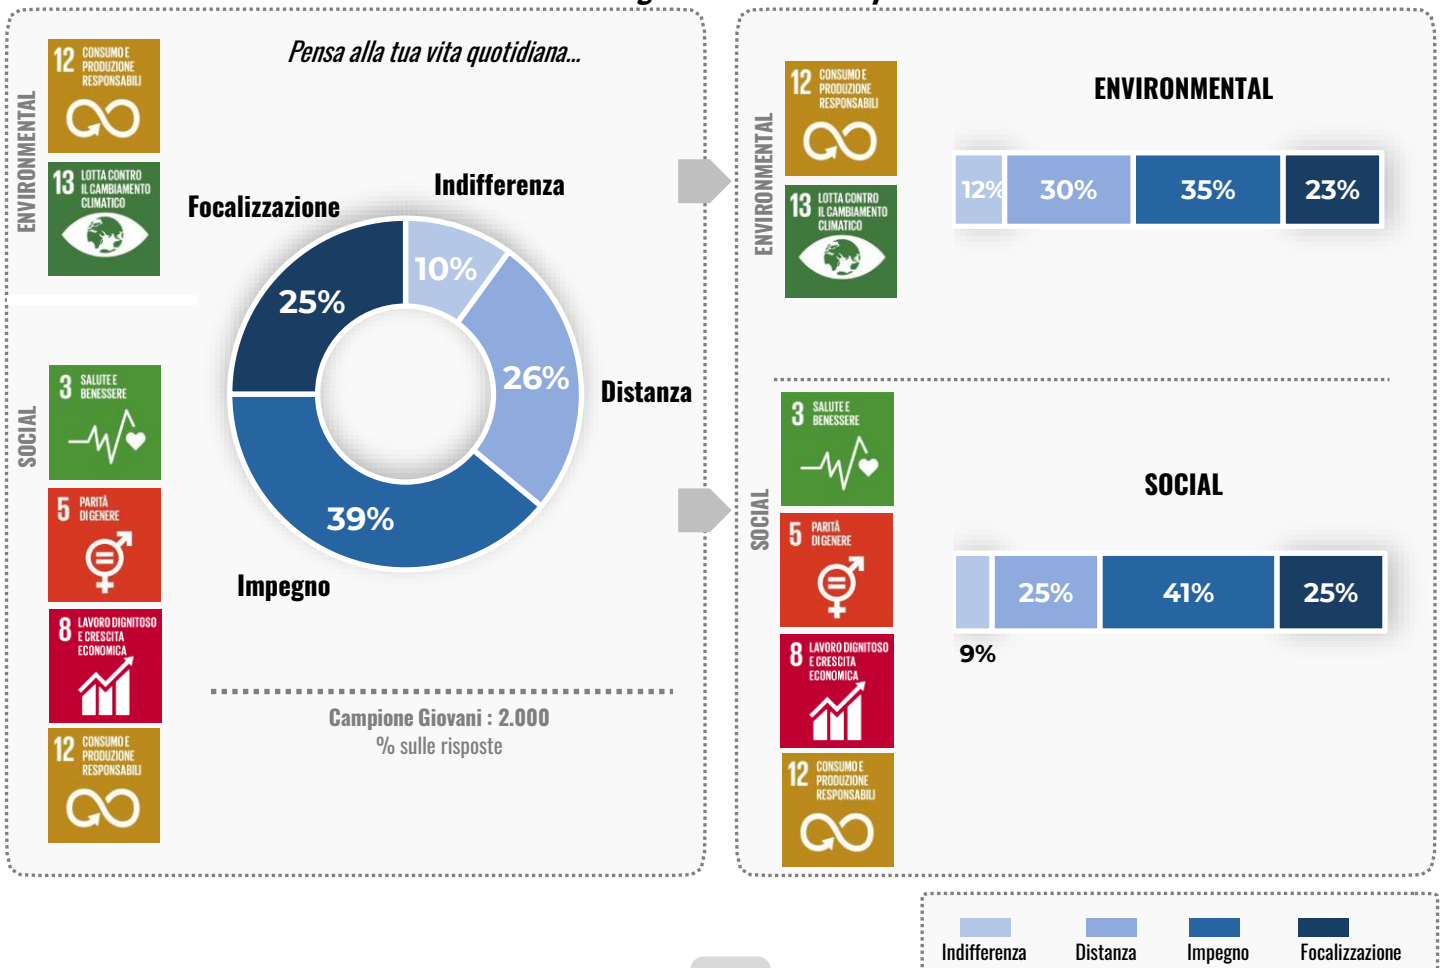 Pensa alla tua vita quotidiana...
ENVIRONMENTAL
12 CONSUMO E
PRODUZIONE
RESPONSABILI
13 LOTTA CONTRO
IL CAMBIAMENTO
CLIMATICO
SOCIAL
3 SALUTE E
BENESSERE
5 PARITÀ
DI GENERE
8 LAVORO DIGNITOSO
E CRESCITA
ECONOMICA
12 CONSUMO E
PRODUZIONE
RESPONSABILI
Indifferenza
Focalizzazione
10%
25%
26%
Distanza
39%
Impegno
Campione Giovani : 2.000
% sulle risposte
ENVIRONMENTAL
12 CONSUMO E
PRODUZIONE
RESPONSABILI
13 LOTTA CONTRO
IL CAMBIAMENTO
CLIMATICO
ENVIRONMENTAL
12% 30% 35% 23%
SOCIAL
3 SALUTE E
BENESSERE
5 PARITÀ
DI GENERE
8 LAVORO DIGNITOSO
E CRESCITA
ECONOMICA
12 CONSUMO E
PRODUZIONE
RESPONSABILI
SOCIAL
25% 41% 25%
9%
Indifferenza Distanza Impegno Focalizzazione